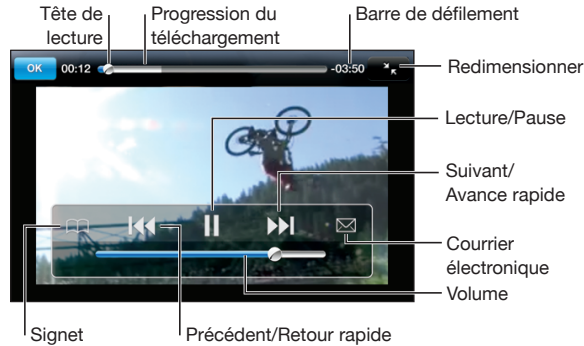 Tête de
lecture
Progression du
téléchargement
Barre de défilement
OK
00:12
-03:50
Redimensionner
Lecture/Pause
Suivant/
Avance rapide
Courrier
électronique
Volume
Signet
Précédent/Retour rapide